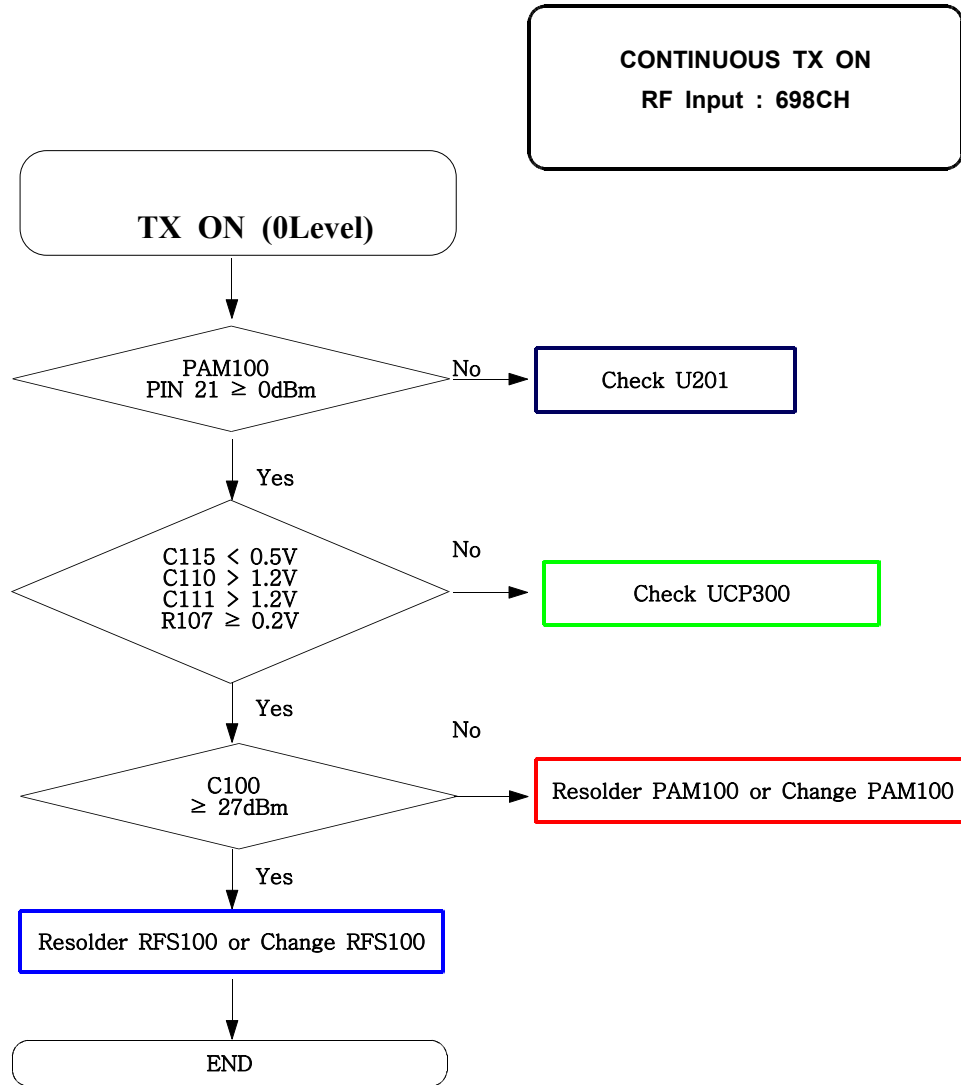 CONTINUOUS TX ON
RF Input : 698CH
TX ON (0Level)
PAM100
PIN 21 ≥ 0dBm
No
Check U201
Yes
C115 < 0.5V
C110 > 1.2V
C111 > 1.2V
R107 ≥ 0.2V
No
Check UCP300
Yes
No
C100
≥ 27dBm
Resolder PAM100 or Change PAM100
Yes
Resolder RFS100 or Change RFS100
END